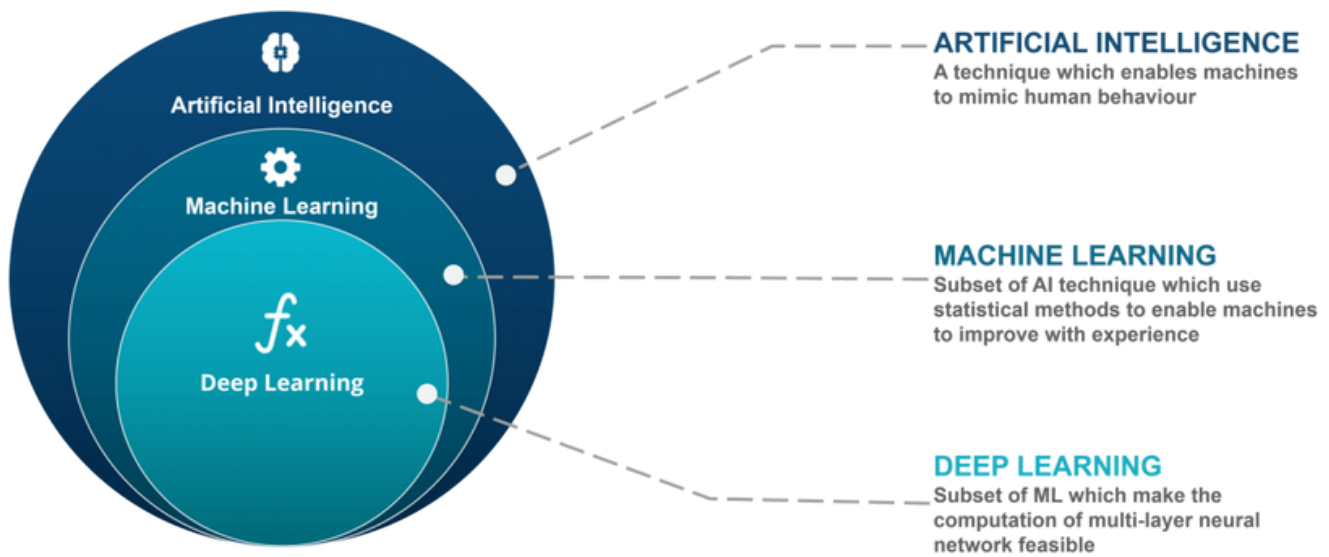 Artificial Intelligence
Machine Learning
fx
Deep Learning
ARTIFICIAL INTELLIGENCE
A technique which enables machines
to mimic human behaviour
MACHINE LEARNING
Subset of AI technique which use
statistical methods to enable machines
to improve with experience
DEEP LEARNING
Subset of ML which make the
computation of multi-layer neural
network feasible